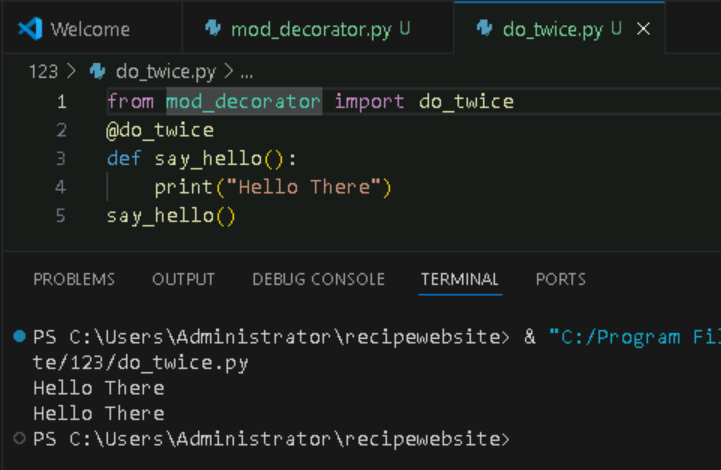 Welcome mod_decorator.py U do_twice.py U ×
123 > do_twice.py > ...
1 from mod_decorator import do_twice
2 @do_twice
3 def say_hello():
4     print("Hello There")
5 say_hello()
PROBLEMS OUTPUT DEBUG CONSOLE TERMINAL PORTS
PS C:\Users\Administrator\recipewebsite> & "C:/Program Fil
te/123/do_twice.py
Hello There
Hello There
PS C:\Users\Administrator\recipewebsite>